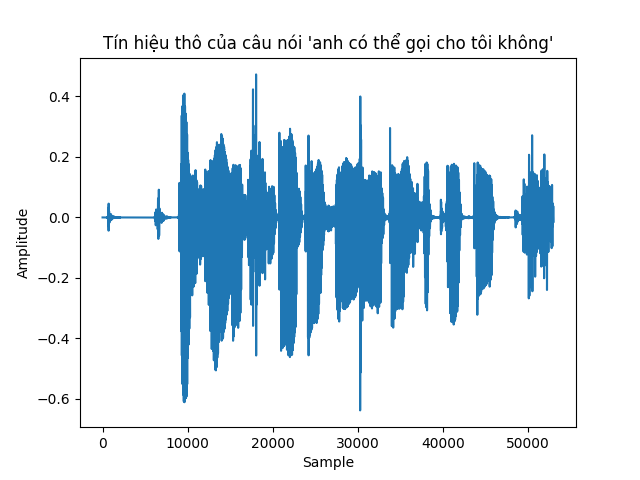 Tín hiệu thô của câu nói 'anh có thể gọi cho tôi không'
0.4
0.2
0.0
−0.2
−0.4
−0.6
Amplitude
0 10000 20000 30000 40000 50000
Sample